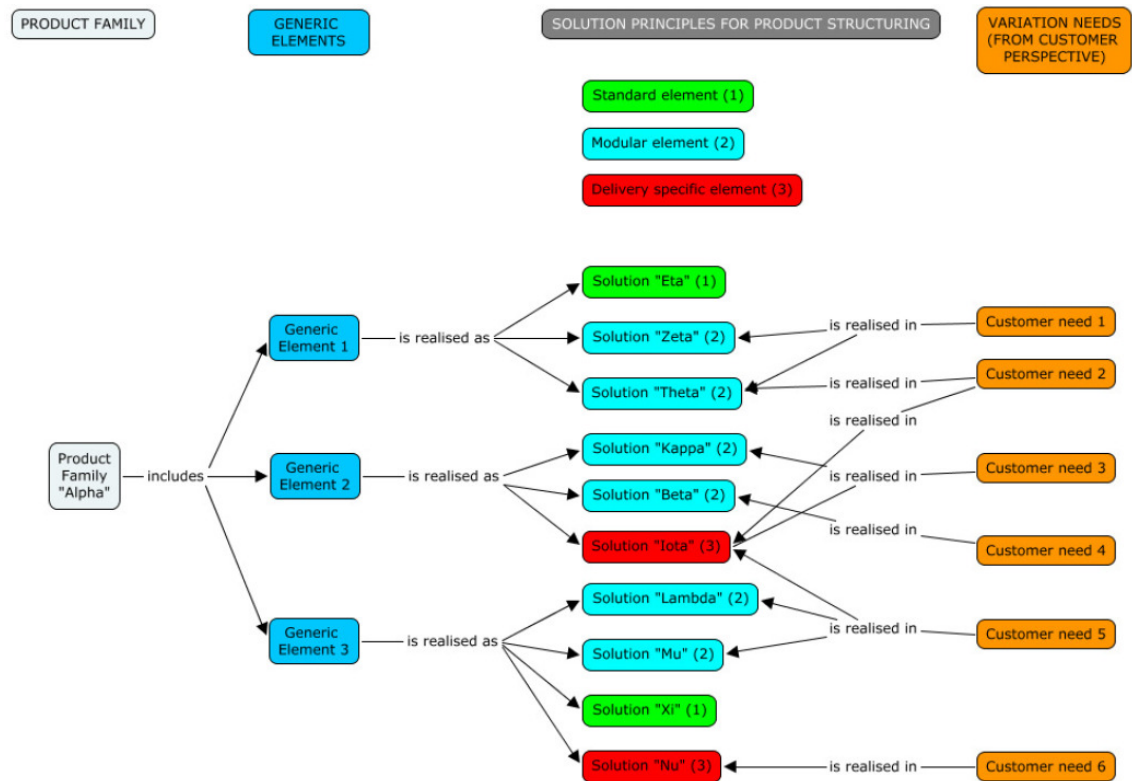 PRODUCT FAMILY
GENERIC
ELEMENTS
SOLUTION PRINCIPLES FOR PRODUCT STRUCTURING
VARIATION NEEDS
(FROM CUSTOMER
PERSPECTIVE)
Standard element (1)
Modular element (2)
Delivery specific element (3)
Product
Family
"Alpha"
includes
Generic
Element 1
is realised as
Solution "Eta" (1)
Solution "Zeta" (2)
Solution "Theta" (2)
Generic
Element 2
is realised as
Solution "Kappa" (2)
Solution "Beta" (2)
Solution "Iota" (3)
Generic
Element 3
is realised as
Solution "Lambda" (2)
Solution "Mu" (2)
Solution "Xi" (1)
Solution "Nu" (3)
is realised in
Customer need 1
is realised in
Customer need 2
is realised in
is realised in
Customer need 3
is realised in
Customer need 4
is realised in
Customer need 5
is realised in
Customer need 6